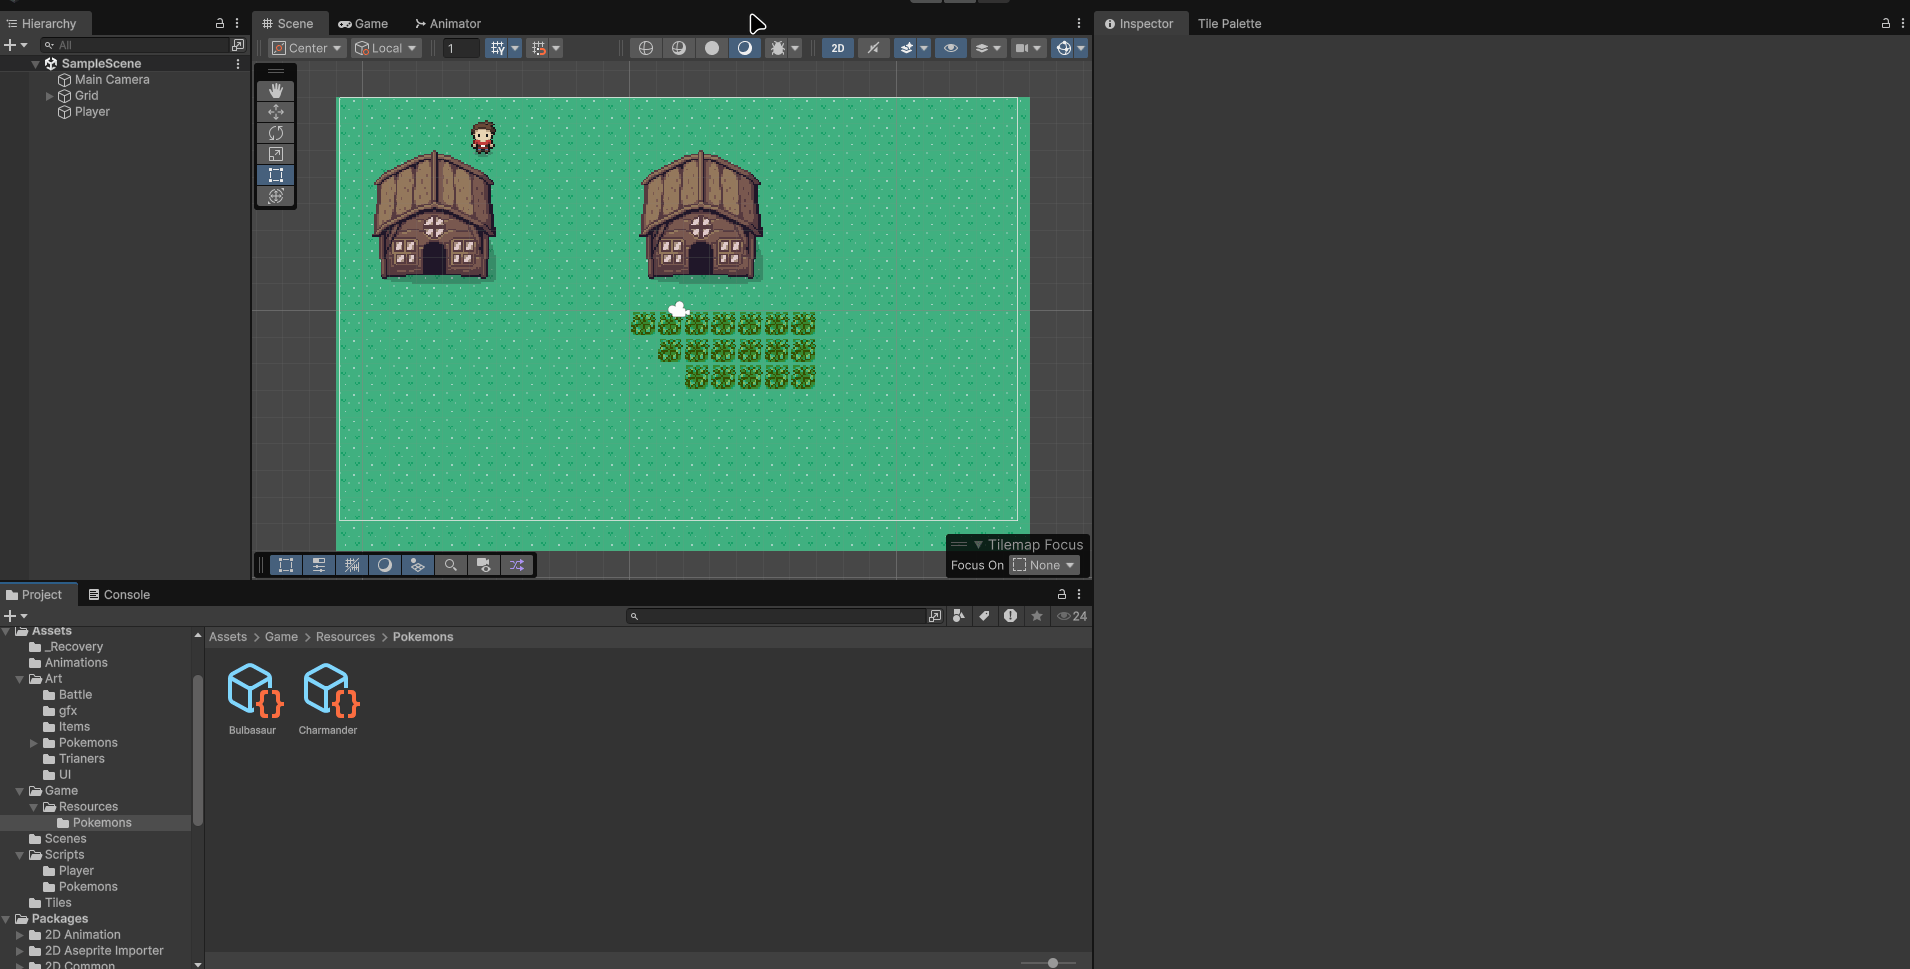 Hierarchy
All
SampleScene
Main Camera
Grid
Player
Scene
Game
Animator
Center
Local
1
2D
Tilemap Focus
Focus On
None
Inspector
Tile Palette
Project
Console
24
Assets
_Recovery
Animations
Art
Battle
gfx
Items
Pokemons
Trianers
UI
Game
Resources
Pokemons
Scenes
Scripts
Player
Pokemons
Tiles
Packages
2D Animation
2D Aseprite Importer
2D Common
Assets > Game > Resources > Pokemons
Bulbasaur
Charmander